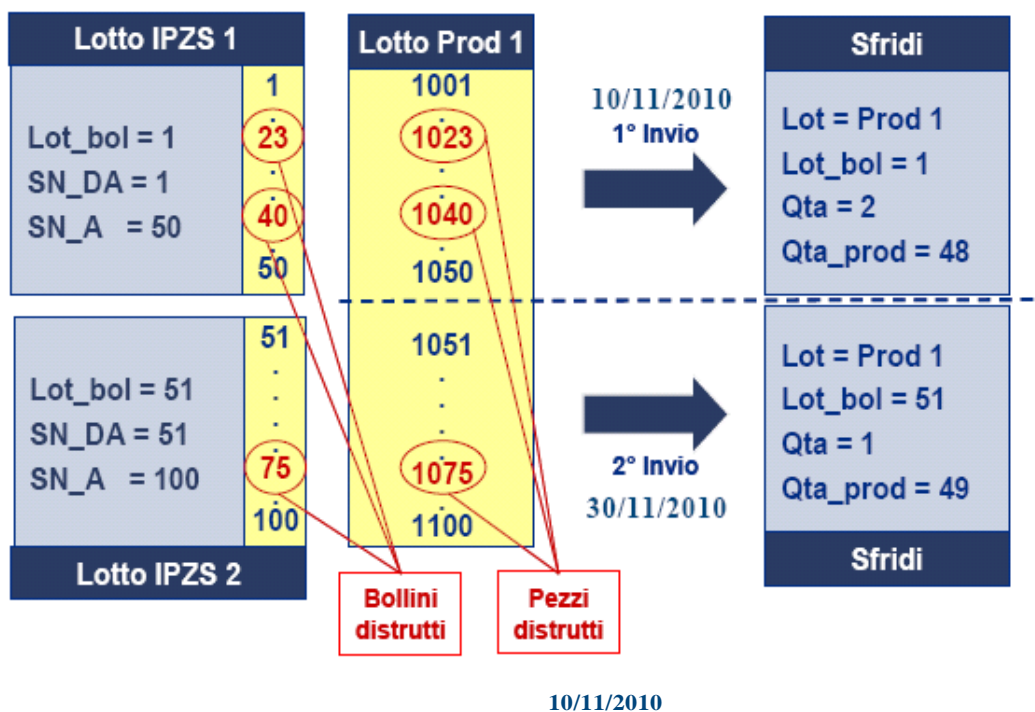 Lotto IPZS 1
Lot_bol = 1
SN_DA = 1
SN_A = 50
1
.
23
.
40
.
50
Lotto Prod 1
1001
.
1023
.
.
1040
.
1050
10/11/2010
1° Invio
Sfridi
Lot = Prod 1
Lot_bol = 1
Qta = 2
Qta_prod = 48
Lot_bol = 51
SN_DA = 51
SN_A = 100
51
.
.
.
.
75
.
100
Lotto IPZS 2
1051
.
.
.
.
1075
.
1100
2° Invio
30/11/2010
Lot = Prod 1
Lot_bol = 51
Qta = 1
Qta_prod = 49
Sfridi
Bollini
distrutti
Pezzi
distrutti
10/11/2010